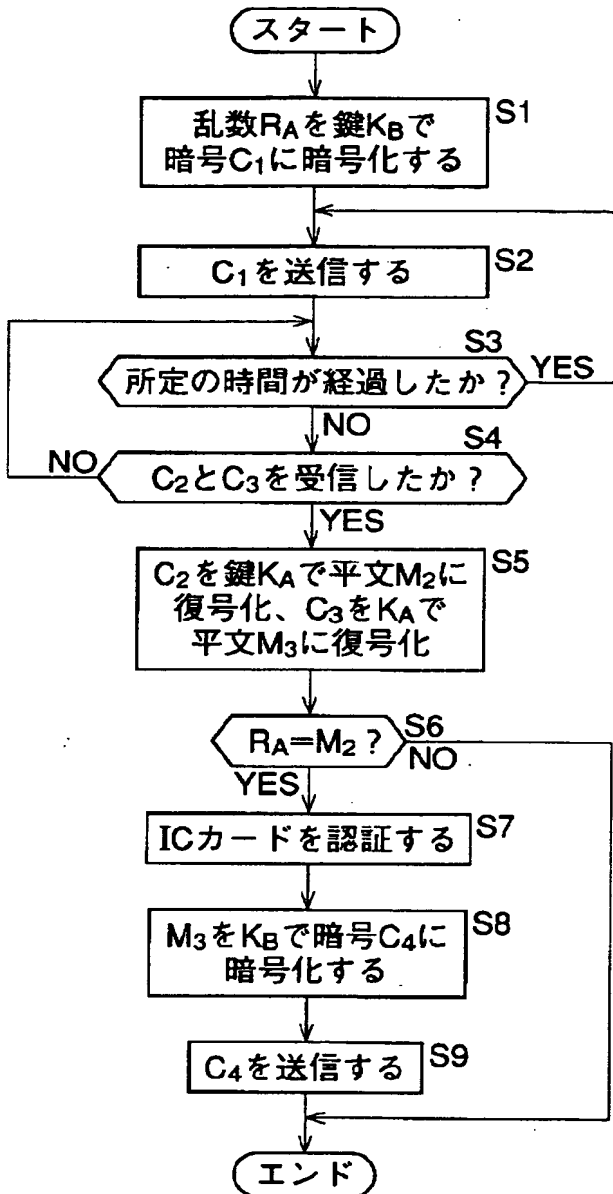 スタート
S1
乱数RAを鍵KBで
暗号C1に暗号化する
S2
C1を送信する
S3
所定の時間が経過したか？
YES
NO
S4
NO
C2とC3を受信したか？
YES
S5
C2を鍵KAで平文M2に
復号化、C3をKAで
平文M3に復号化
S6
RA=M2？
NO
YES
S7
ICカードを認証する
S8
M3をKBで暗号C4に
暗号化する
S9
C4を送信する
エンド